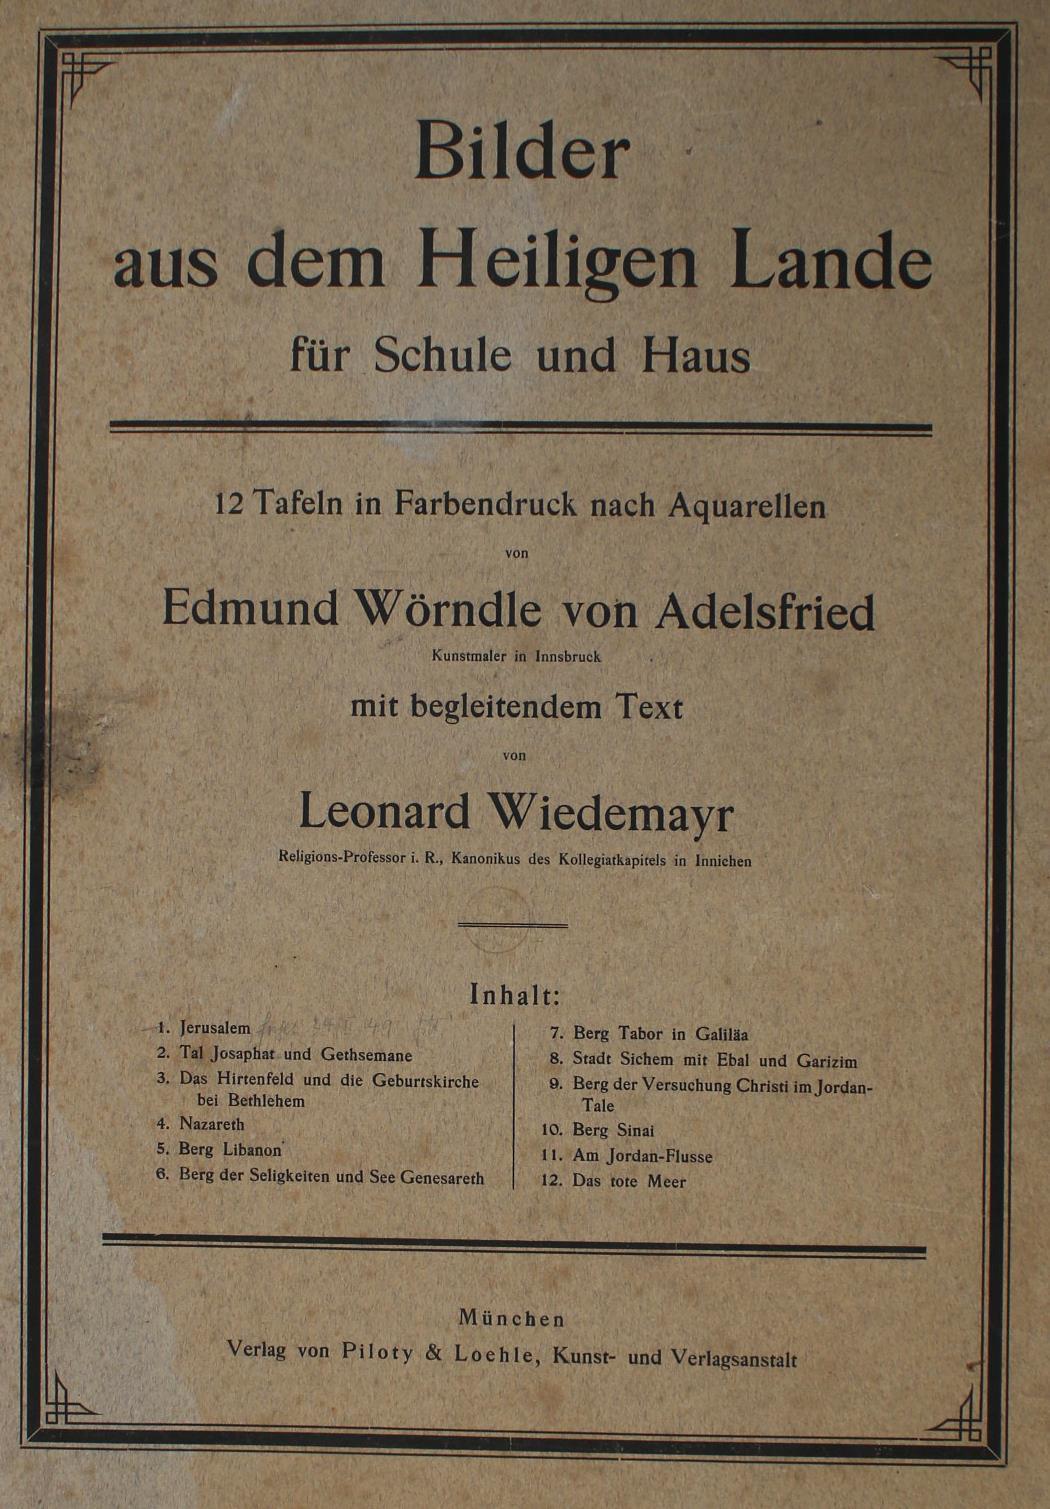 Bilder
aus dem Heiligen Lande
für Schule und Haus
12 Tafeln in Farbendruck nach Aquarellen
von
Edmund Wörndle von Adelsfried
Kunstmaler in Innsbruck
mit begleitendem Text
von
Leonard Wiedemayr
Religions-Professor i. R., Kanonikus des Kollegiatkapitels in Innichen
Inhalt:
1. Jerusalem
2. Tal Josaphat und Gethsemane
3. Das Hirtenfeld und die Geburtskirche
bei Bethlehem
4. Nazareth
5. Berg Libanon
6. Berg der Seligkeiten und See Genesareth
7. Berg Tabor in Galiläa
8. Stadt Sichem mit Ebal und Garizim
9. Berg der Versuchung Christi im Jordan-
Tale
10. Berg Sinai
11. Am Jordan-Flusse
12. Das tote Meer
München
Verlag von Piloty & Loehle, Kunst- und Verlagsanstalt